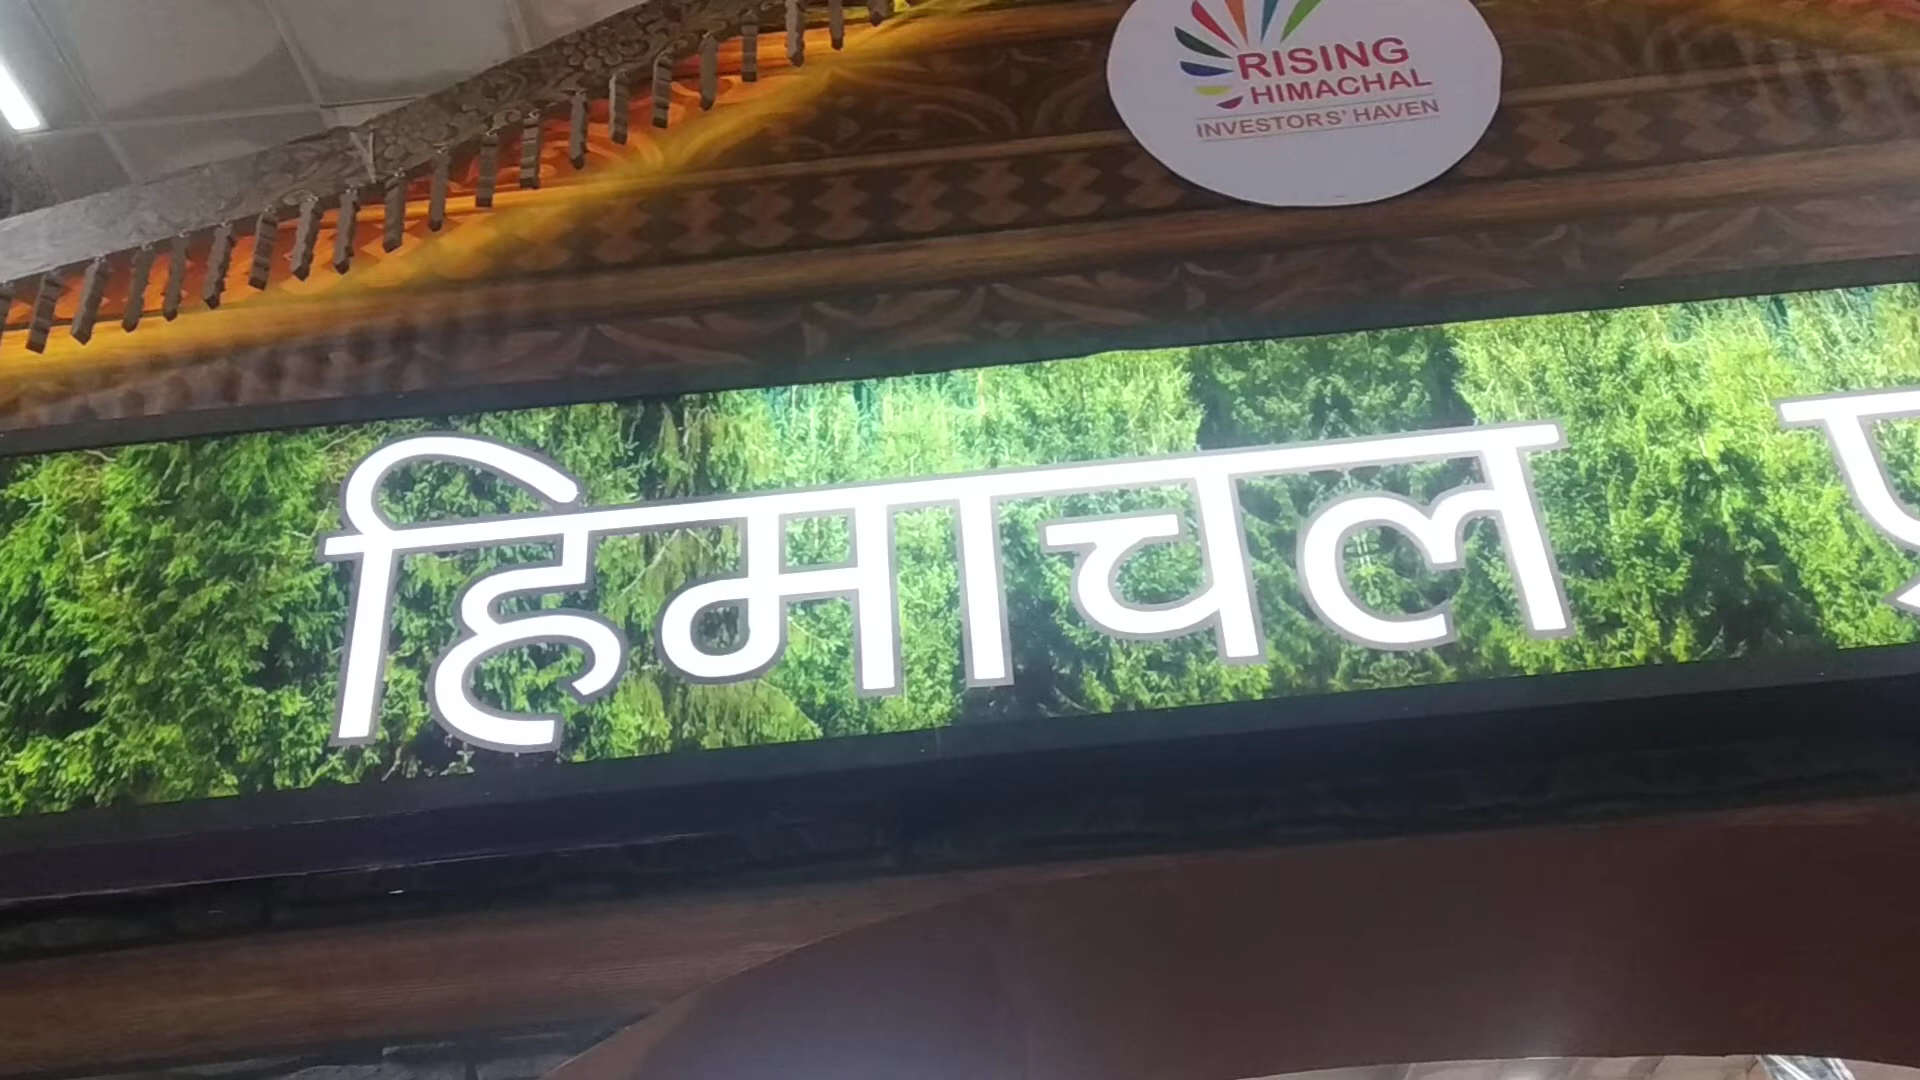 RISING
HIMACHAL
INVESTORS' HAVEN
हिमाचल